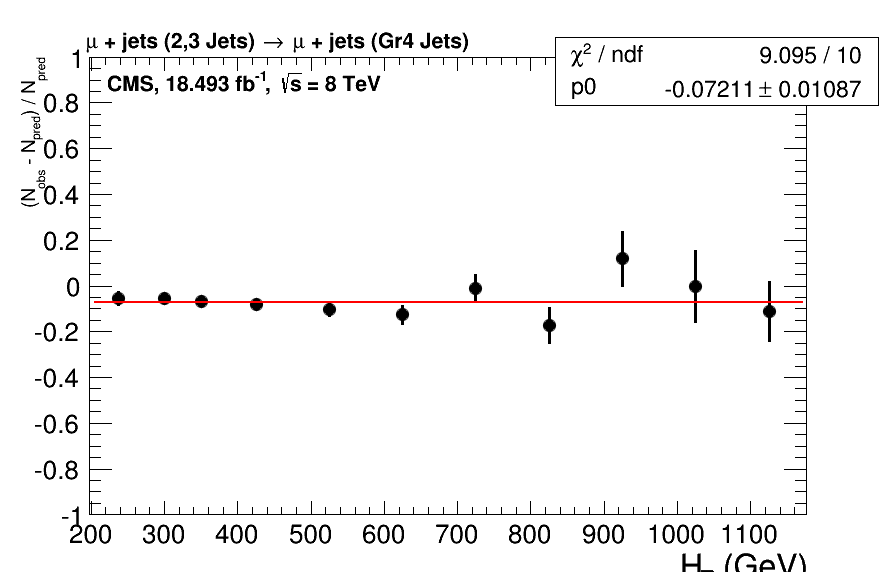 μ + jets (2,3 Jets) → μ + jets (Gr4 Jets)
χ² / ndf 9.095 / 10
p0 -0.07211 ± 0.01087
CMS, 18.493 fb⁻¹, √s = 8 TeV
(N_obs - N_pred) / N_pred
1
0.8
0.6
0.4
0.2
0
-0.2
-0.4
-0.6
-0.8
-1
200 300 400 500 600 700 800 900 1000 1100
(GeV)